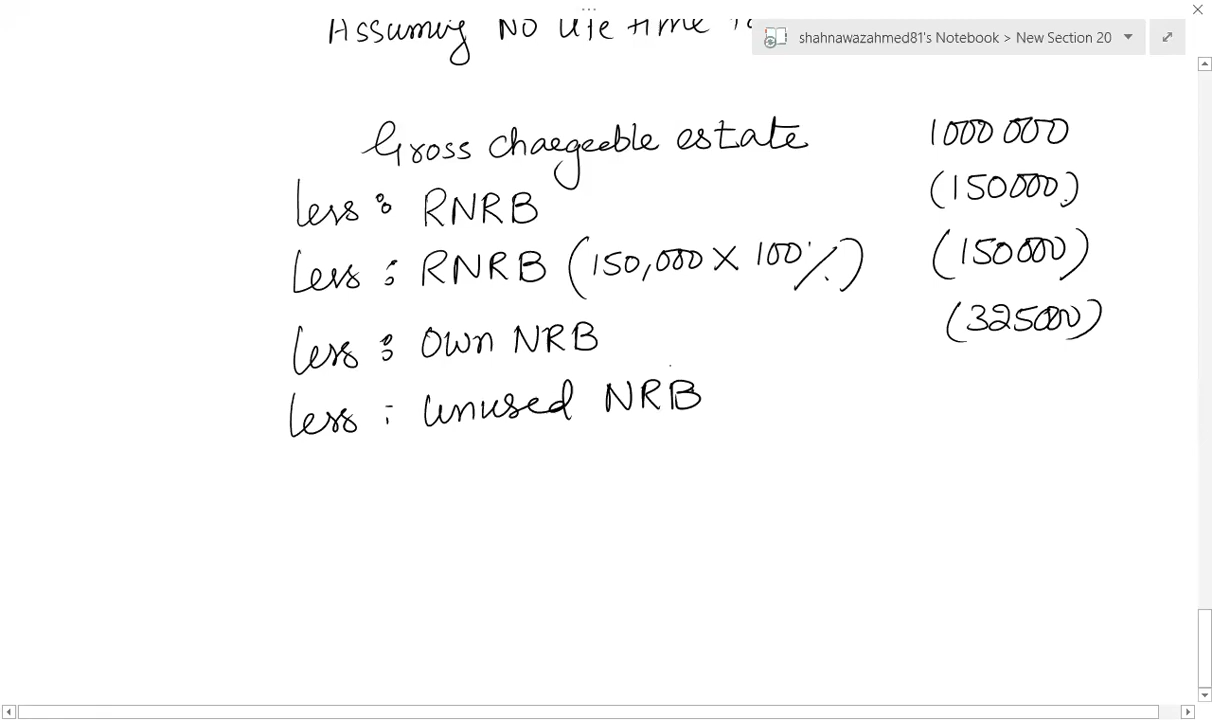 Assuming No life time
shahnawazahmed81's Notebook > New Section 20
Gross chargeable estate 1000 000
less : RNRB (150000)
less : RNRB (150,000 X 100%) (150000)
less : Own NRB (325000)
less : Unused NRB